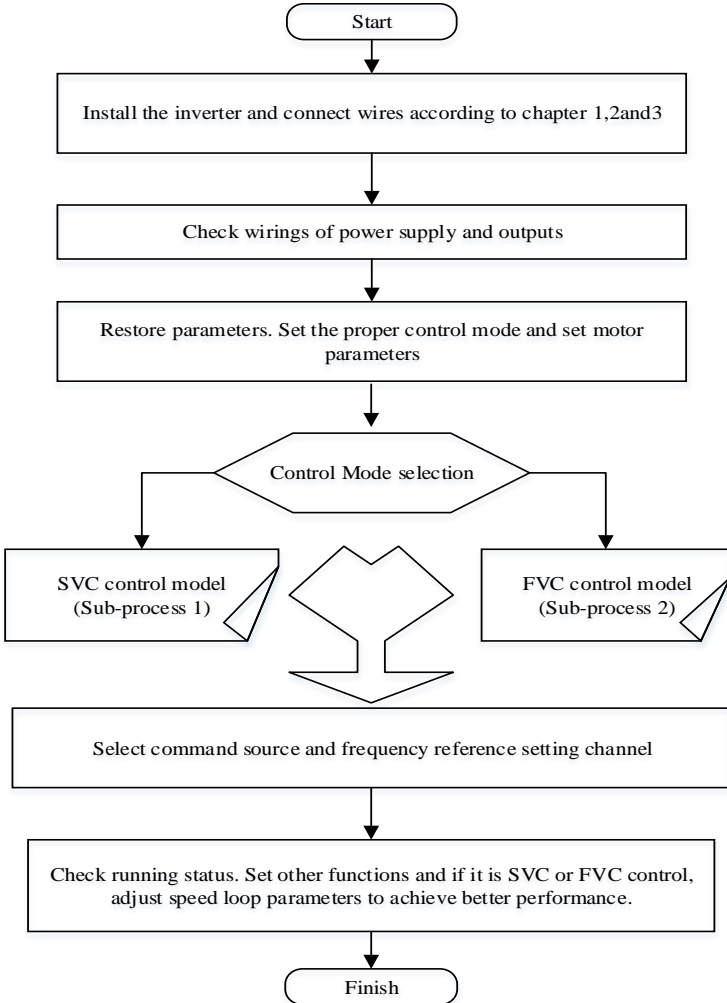 Start
Install the inverter and connect wires according to chapter 1,2and3
Check wirings of power supply and outputs
Restore parameters. Set the proper control mode and set motor
parameters
Control Mode selection
SVC control model
(Sub-process 1)
FVC control model
(Sub-process 2)
Select command source and frequency reference setting channel
Check running status. Set other functions and if it is SVC or FVC control,
adjust speed loop parameters to achieve better performance.
Finish